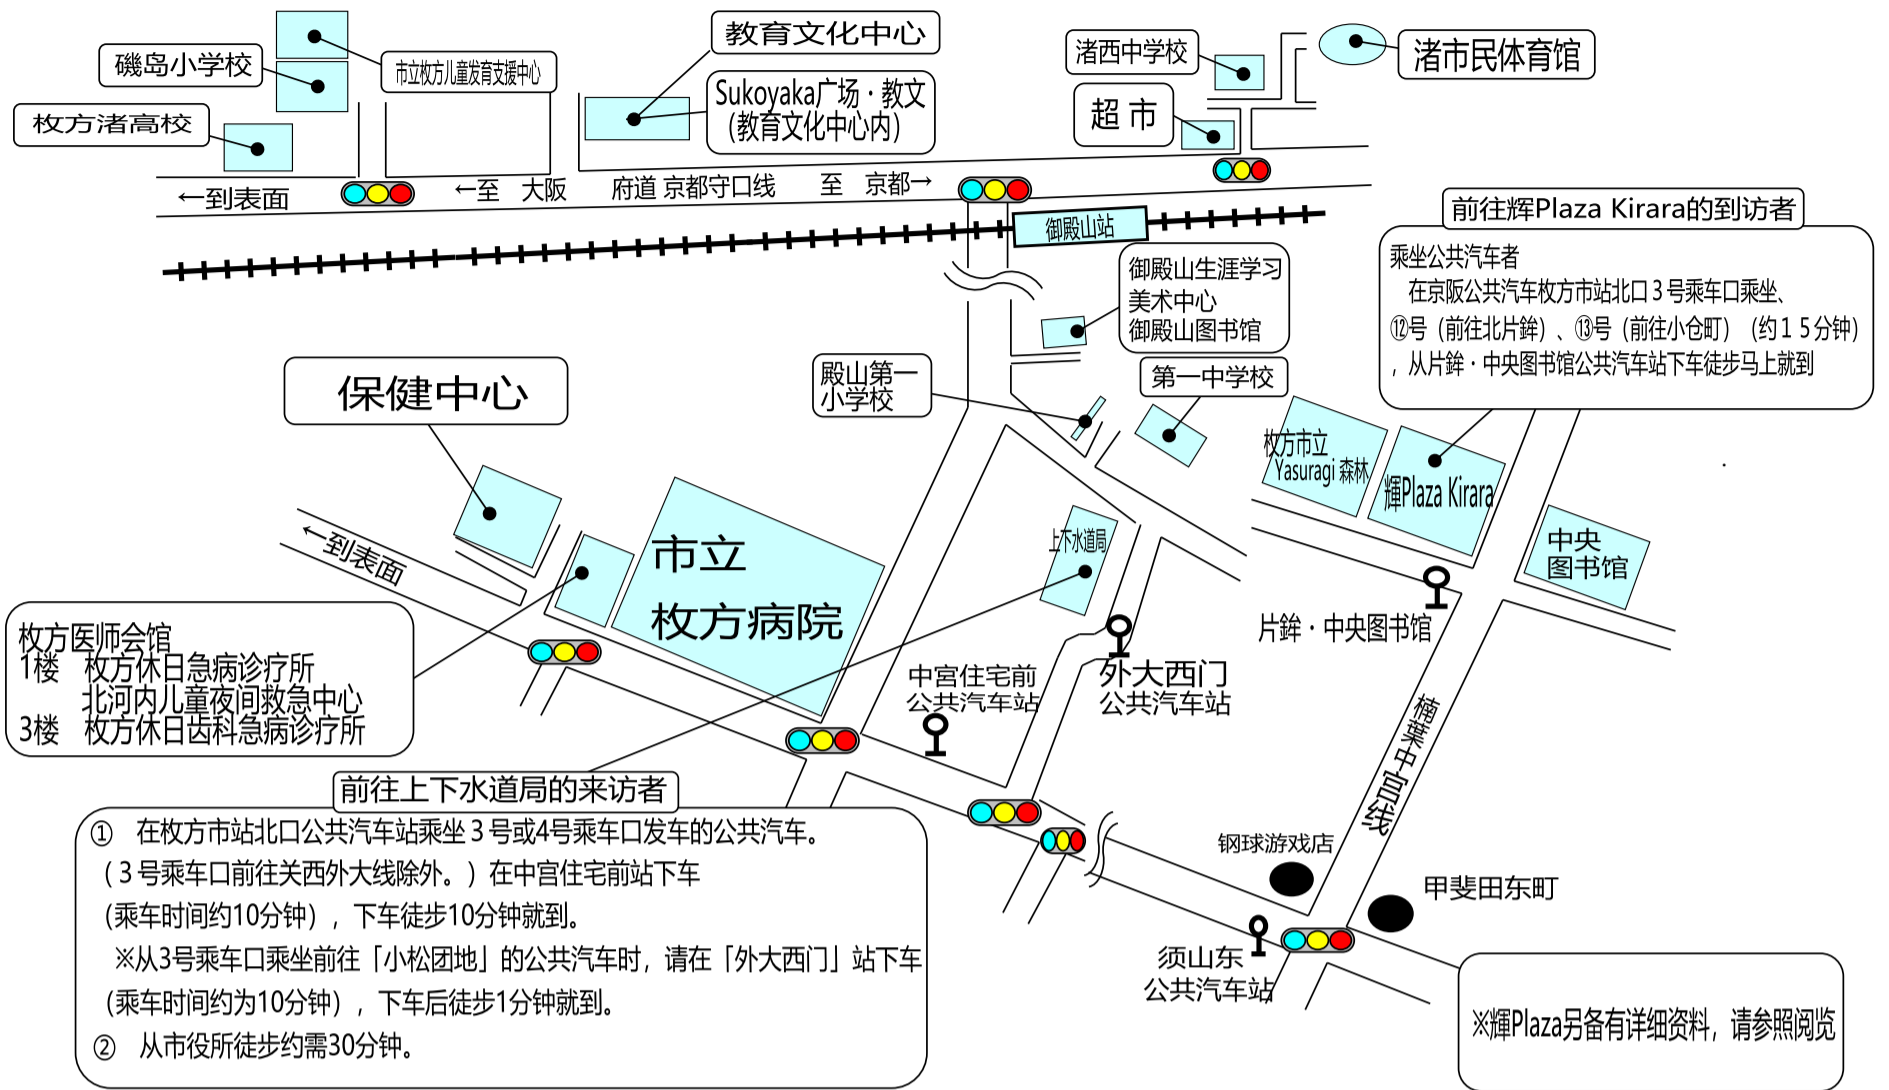 教育文化中心
磯岛小学校
市立枚方儿童发育支援中心
Sukoyaka广场・教文
(教育文化中心内)
枚方渚高校
渚西中学校
渚市民体育馆
超 市
←到表面
←至 大阪 府道 京都守口线 至 京都→
御殿山站
前往辉Plaza Kirara的到访者
乘坐公共汽车者
在京阪公共汽车枚方市站北口３号乘车口乘坐、
⑫号（前往北片鉾）、⑬号（前往小仓町）（约１５分钟）
，从片鉾・中央图书馆公共汽车站下车徒步马上就到
御殿山生涯学习
美术中心
御殿山图书馆
殿山第一
小学校
第一中学校
保健中心
枚方市立
Yasuragi 森林
輝Plaza Kirara
中央
图书馆
←到表面
市立
枚方病院
上下水道局
片鉾・中央图书馆
枚方医师会馆
1楼 枚方休日急病诊疗所
北河内儿童夜间救急中心
3楼 枚方休日齿科急病诊疗所
中宫住宅前
公共汽车站
外大西门
公共汽车站
楠葉中宫线
前往上下水道局的来访者
① 在枚方市站北口公共汽车站乘坐３号或4号乘车口发车的公共汽车。
(３号乘车口前往关西外大线除外。) 在中宫住宅前站下车
(乘车时间约10分钟)，下车徒步10分钟就到。
※从3号乘车口乘坐前往「小松团地」的公共汽车时，请在「外大西门」站下车
(乘车时间约为10分钟)，下车后徒步1分钟就到。
② 从市役所徒步约需30分钟。
钢球游戏店
甲斐田东町
须山东
公共汽车站
※輝Plaza另备有详细资料，请参照阅览